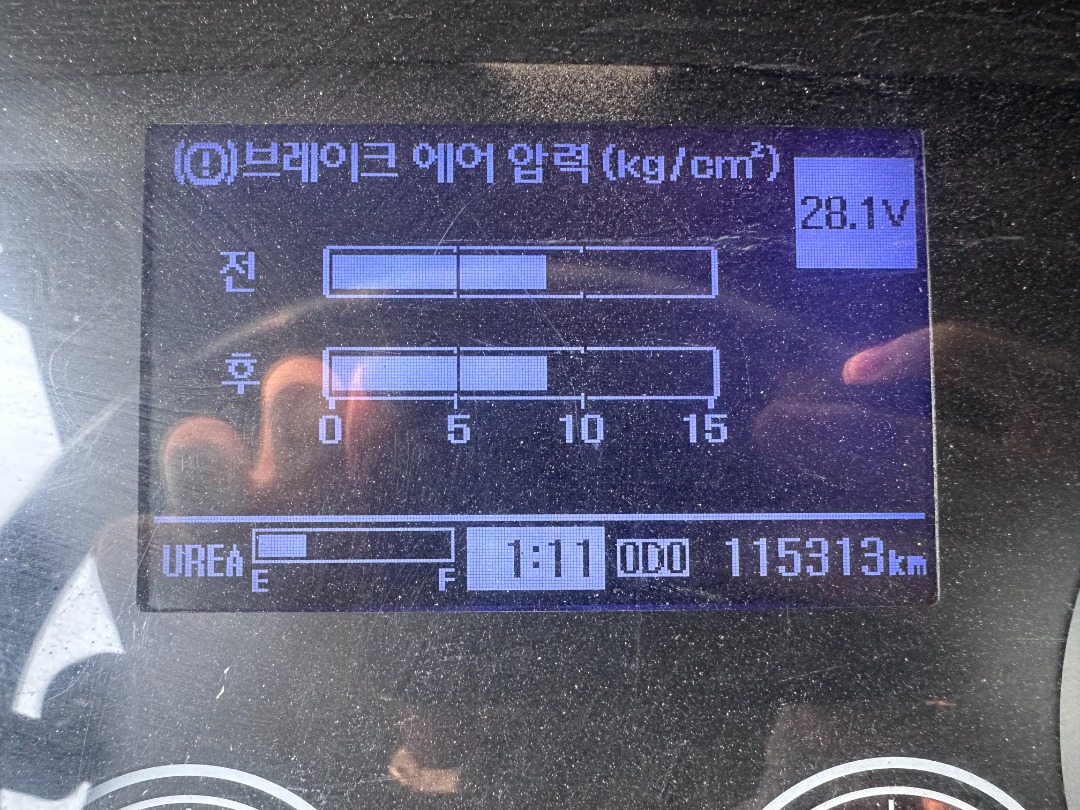 브레이크 에어 압력 (kg/cm²)
28.1V
전
후
0 5 10 15
UREA E F 1:11 ODO 115313km